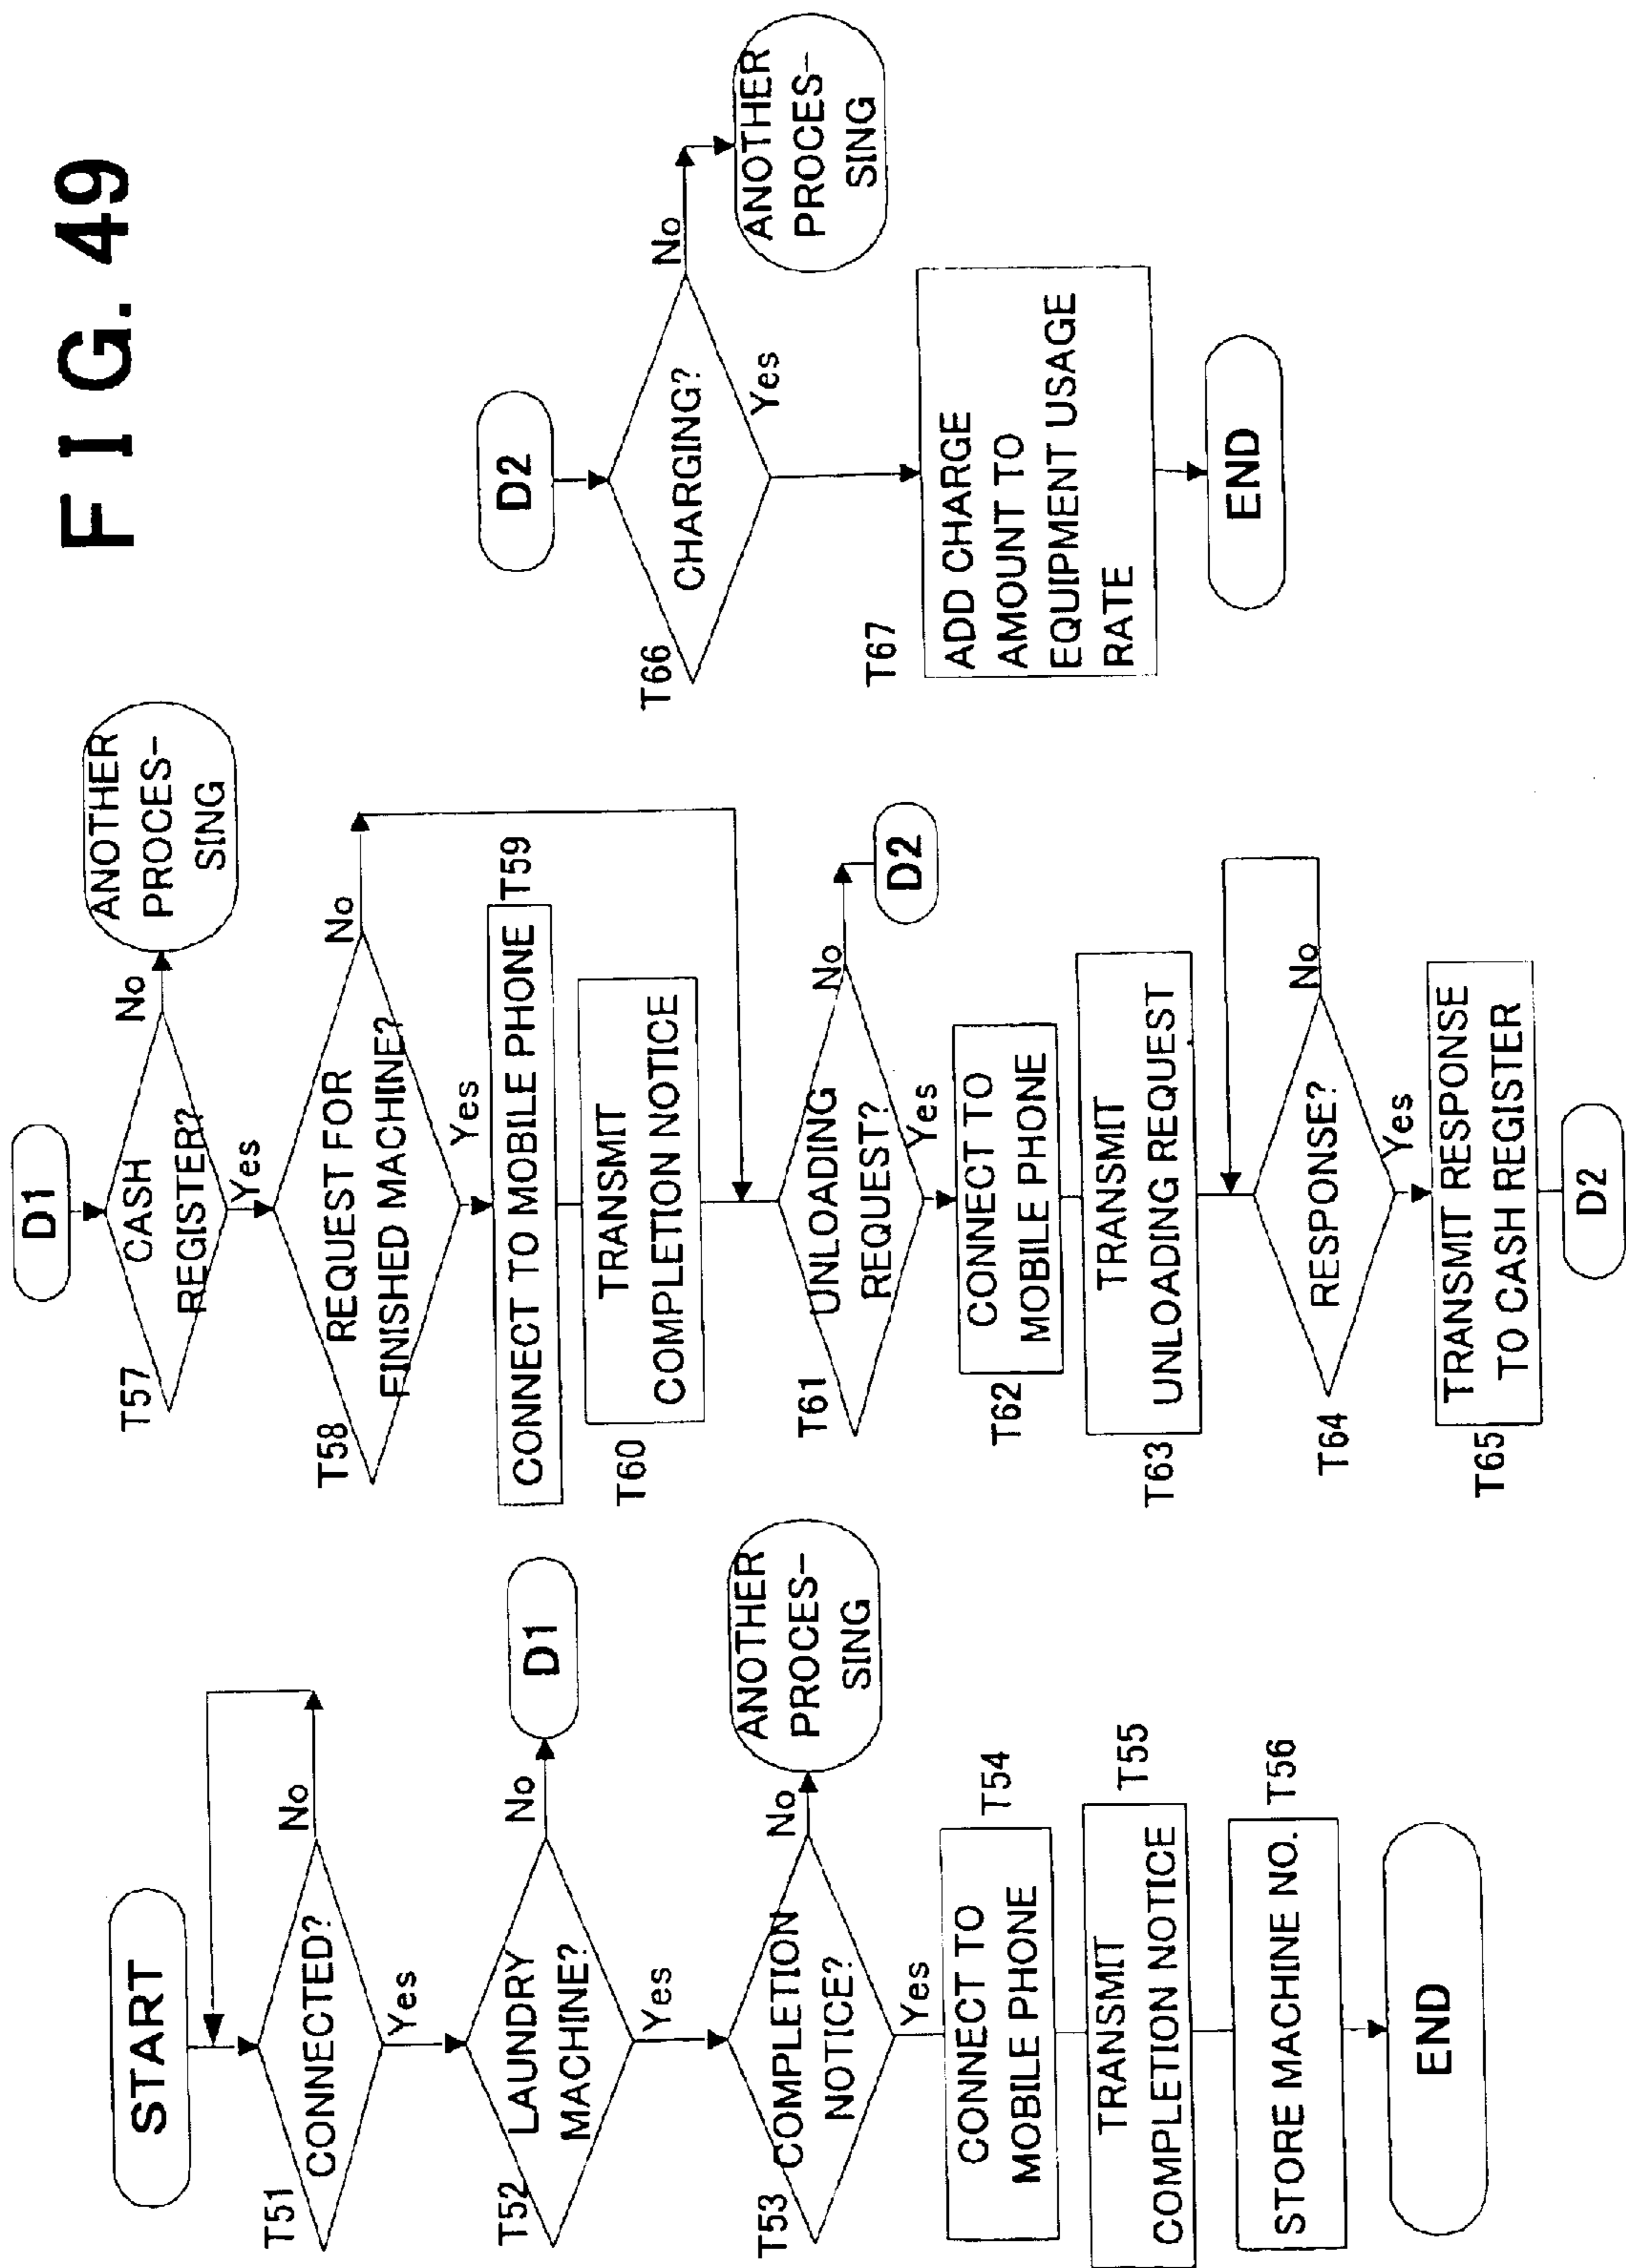 FIG. 49
START
T51
CONNECTED?
No
Yes
T52
LAUNDRY
MACHINE?
No
D1
Yes
T53
COMPLETION
NOTICE?
No
ANOTHER
PROCES-
SING
Yes
CONNECT TO
MOBILE PHONE
T54
TRANSMIT
COMPLETION NOTICE
T55
STORE MACHINE NO.
T56
END
D1
T57
CASH
REGISTER?
No
ANOTHER
PROCES-
SING
Yes
T58
REQUEST FOR
FINISHED MACHINE?
No
Yes
CONNECT TO MOBILE PHONE
T59
T60
TRANSMIT
COMPLETION NOTICE
T61
UNLOADING
REQUEST?
No
D2
Yes
T62
CONNECT TO
MOBILE PHONE
T63
TRANSMIT
UNLOADING REQUEST
T64
RESPONSE?
No
Yes
T65
TRANSMIT RESPONSE
TO CASH REGISTER
D2
D2
T66
CHARGING?
No
ANOTHER
PROCES-
SING
Yes
T67
ADD CHARGE
AMOUNT TO
EQUIPMENT USAGE
RATE
END